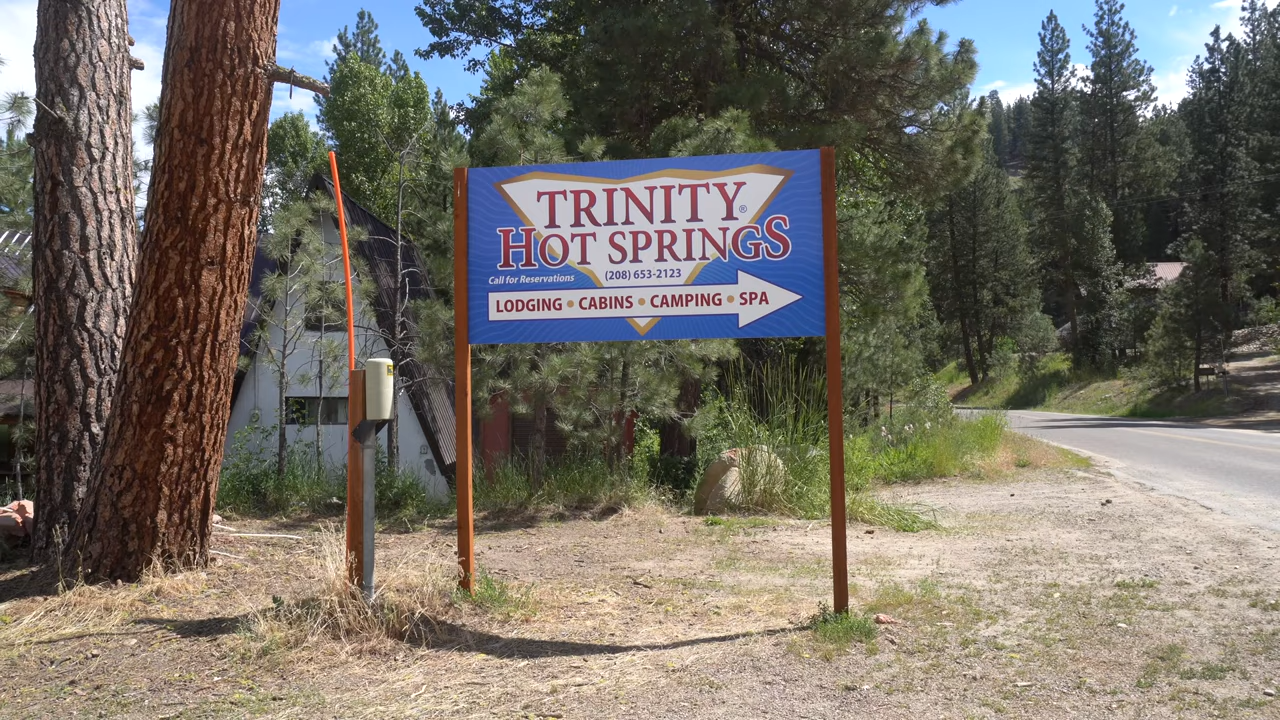 TRINITY®
HOT SPRINGS
Call for Reservations (208) 653-2123
LODGING • CABINS • CAMPING • SPA